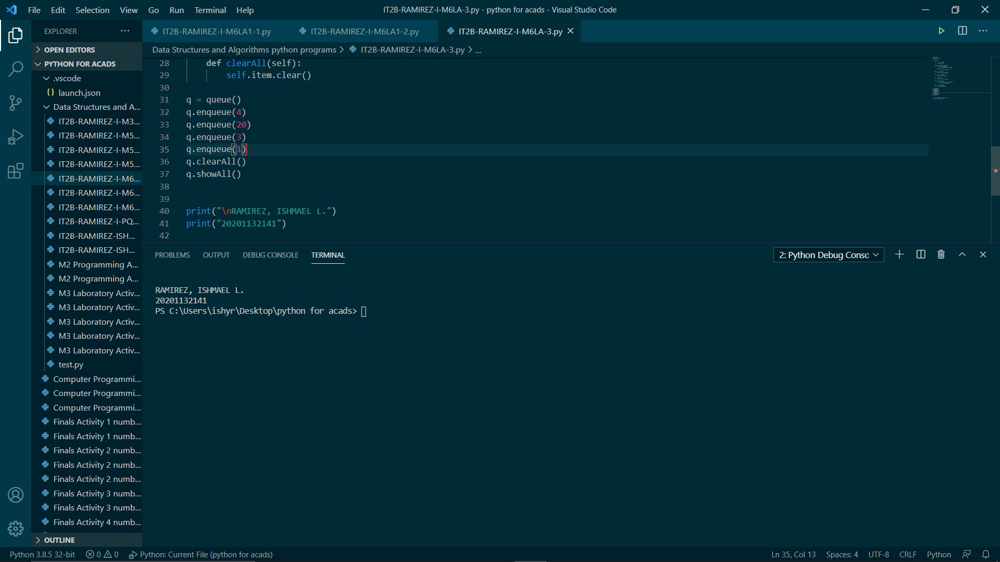 File Edit Selection View Go Run Terminal Help
IT2B-RAMIREZ-I-M6LA-3.py - python for acads - Visual Studio Code
EXPLORER
IT2B-RAMIREZ-I-M6LA1-1.py
IT2B-RAMIREZ-I-M6LA1-2.py
IT2B-RAMIREZ-I-M6LA-3.py
OPEN EDITORS
PYTHON FOR ACADS
.vscode
{} launch.json
Data Structures and A...
IT2B-RAMIREZ-I-M3...
IT2B-RAMIREZ-I-M5...
IT2B-RAMIREZ-I-M5...
IT2B-RAMIREZ-I-M5...
IT2B-RAMIREZ-I-M6...
IT2B-RAMIREZ-I-M6...
IT2B-RAMIREZ-I-M6...
IT2B-RAMIREZ-I-PQ...
IT2B-RAMIREZ-ISH...
IT2B-RAMIREZ-ISH...
M2 Programming A...
M2 Programming A...
M3 Laboratory Activ...
M3 Laboratory Activ...
M3 Laboratory Activ...
M3 Laboratory Activ...
M3 Laboratory Activ...
test.py
Computer Programmi...
Computer Programmi...
Computer Programmi...
Finals Activity 1 numb...
Finals Activity 1 numb...
Finals Activity 2 numb...
Finals Activity 2 numb...
Finals Activity 2 numb...
Finals Activity 3 numb...
Finals Activity 3 numb...
Finals Activity 4 numb...
OUTLINE
Data Structures and Algorithms python programs > IT2B-RAMIREZ-I-M6LA-3.py > ...
28 def clearAll(self):
29 self.item.clear()
30
31 q = queue()
32 q.enqueue(4)
33 q.enqueue(20)
34 q.enqueue(3)
35 q.enqueue(1)
36 q.clearAll()
37 q.showAll()
38
39
40 print("\nRAMIREZ, ISHMAEL L.")
41 print("20201132141")
42
PROBLEMS OUTPUT DEBUG CONSOLE TERMINAL
2: Python Debug Consc
RAMIREZ, ISHMAEL L.
20201132141
PS C:\Users\ishyr\Desktop\python for acads>
Python 3.8.5 32-bit 0 0 Python: Current File (python for acads)
Ln 35, Col 13 Spaces: 4 UTF-8 CRLF Python